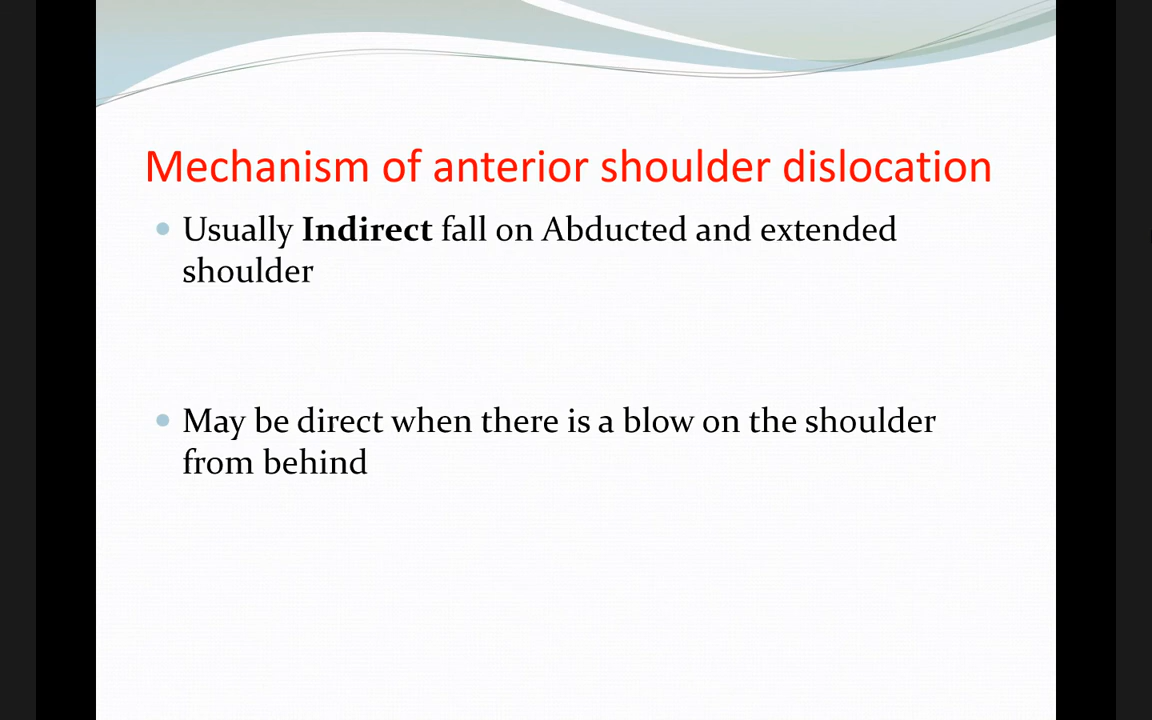 Mechanism of anterior shoulder dislocation
Usually Indirect fall on Abducted and extended
shoulder
May be direct when there is a blow on the shoulder
from behind